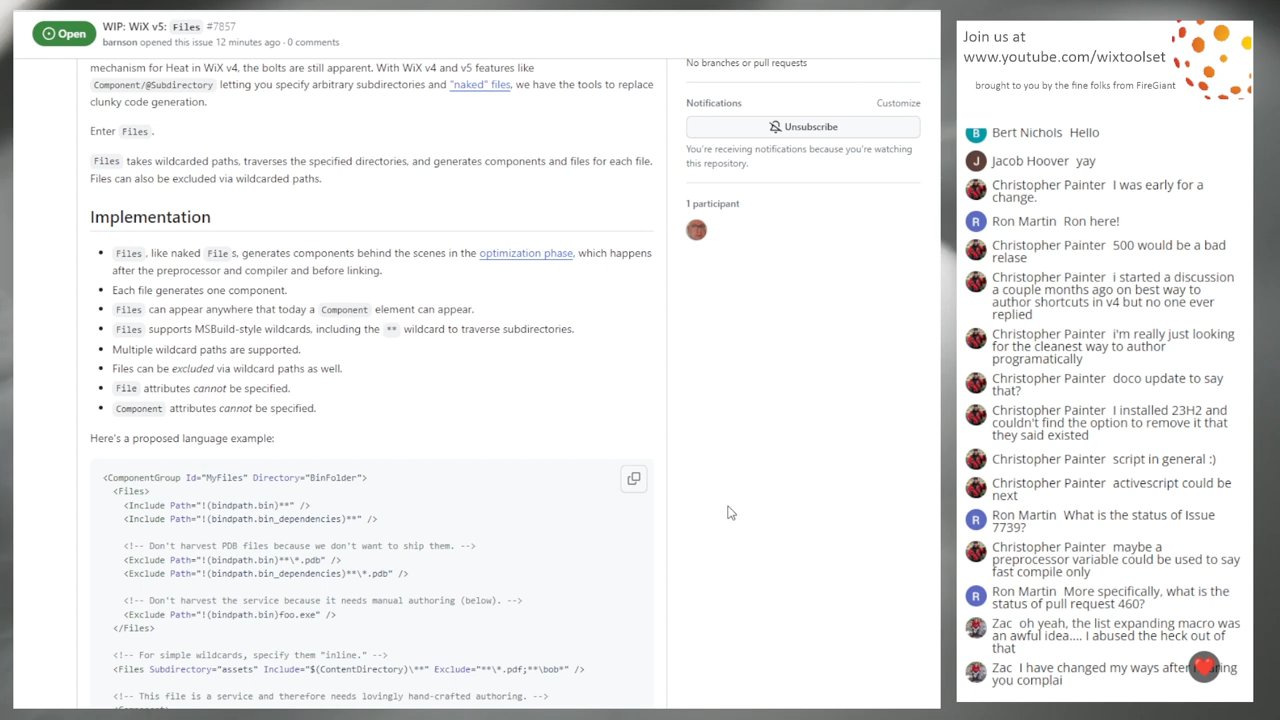 Open
WIP: WiX v5: Files #7857
barnson opened this issue 12 minutes ago · 0 comments
mechanism for Heat in WiX v4, the bolts are still apparent. With WiX v4 and v5 features like
Component/@Subdirectory letting you specify arbitrary subdirectories and "naked" files, we have the tools to replace
clunky code generation.
Enter Files.
Files takes wildcarded paths, traverses the specified directories, and generates components and files for each file.
Files can also be excluded via wildcarded paths.
Implementation
• Files, like naked File s, generates components behind the scenes in the optimization phase, which happens
after the preprocessor and compiler and before linking.
• Each file generates one component.
• Files can appear anywhere that today a Component element can appear.
• Files supports MSBuild-style wildcards, including the ** wildcard to traverse subdirectories.
• Multiple wildcard paths are supported.
• Files can be excluded via wildcard paths as well.
• File attributes cannot be specified.
• Component attributes cannot be specified.
Here's a proposed language example:
<ComponentGroup Id="MyFiles" Directory="BinFolder">
<Files>
<Include Path="!(bindpath.bin)**" />
<Include Path="!(bindpath.bin_dependencies)**" />
<!-- Don't harvest PDB files because we don't want to ship them. -->
<Exclude Path="!(bindpath.bin)**\*.pdb" />
<Exclude Path="!(bindpath.bin_dependencies)**\*.pdb" />
<!-- Don't harvest the service because it needs manual authoring (below). -->
<Exclude Path="!(bindpath.bin)foo.exe" />
</Files>
<!-- For simple wildcards, specify them "inline." -->
<Files Subdirectory="assets" Include="$(ContentDirectory)\**" Exclude="**\*.pdf;**\bob*" />
<!-- This file is a service and therefore needs lovingly hand-crafted authoring. -->
No branches or pull requests
Notifications
Customize
Unsubscribe
You're receiving notifications because you're watching
this repository.
1 participant
Join us at
www.youtube.com/wixtoolset
brought to you by the fine folks from FireGiant
B Bert Nichols Hello
J Jacob Hoover yay
Christopher Painter I was early for a
change.
R Ron Martin Ron here!
Christopher Painter 500 would be a bad
relase
Christopher Painter i started a discussion
a couple months ago on best way to
author shortcuts in v4 but no one ever
replied
Christopher Painter i'm really just looking
for the cleanest way to author
programatically
Christopher Painter doco update to say
that?
Christopher Painter I installed 23H2 and
couldn't find the option to remove it that
they said existed
Christopher Painter script in general :)
Christopher Painter activescript could be
next
R Ron Martin What is the status of Issue
7739?
Christopher Painter maybe a
preprocessor variable could be used to say
fast compile only
R Ron Martin More specifically, what is the
status of pull request 460?
Zac oh yeah, the list expanding macro was
an awful idea.... I abused the heck out of
that
Zac I have changed my ways after
you complai